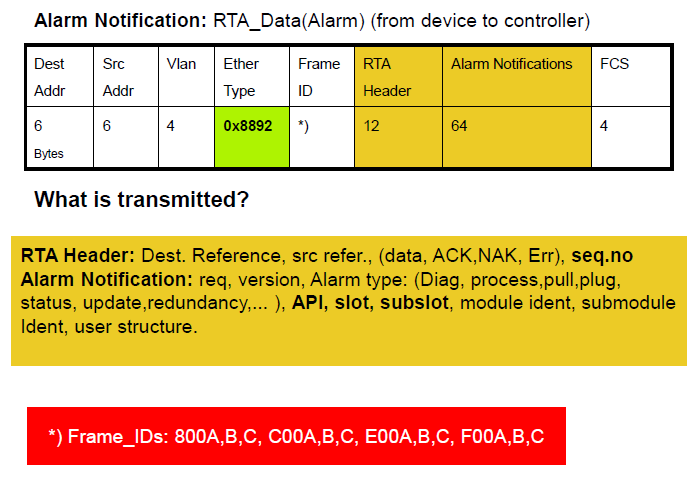 Alarm Notification: RTA_Data(Alarm) (from device to controller)
Dest Addr
Src Addr
Vlan
Ether Type
Frame ID
RTA Header
Alarm Notifications
FCS
6 Bytes
6
4
0x8892
*)
12
64
4
What is transmitted?
RTA Header: Dest. Reference, src refer., (data, ACK,NAK, Err), seq.no
Alarm Notification: req, version, Alarm type: (Diag, process,pull,plug,
status, update,redundancy,... ), API, slot, subslot, module ident, submodule
Ident, user structure.
*) Frame_IDs: 800A,B,C, C00A,B,C, E00A,B,C, F00A,B,C